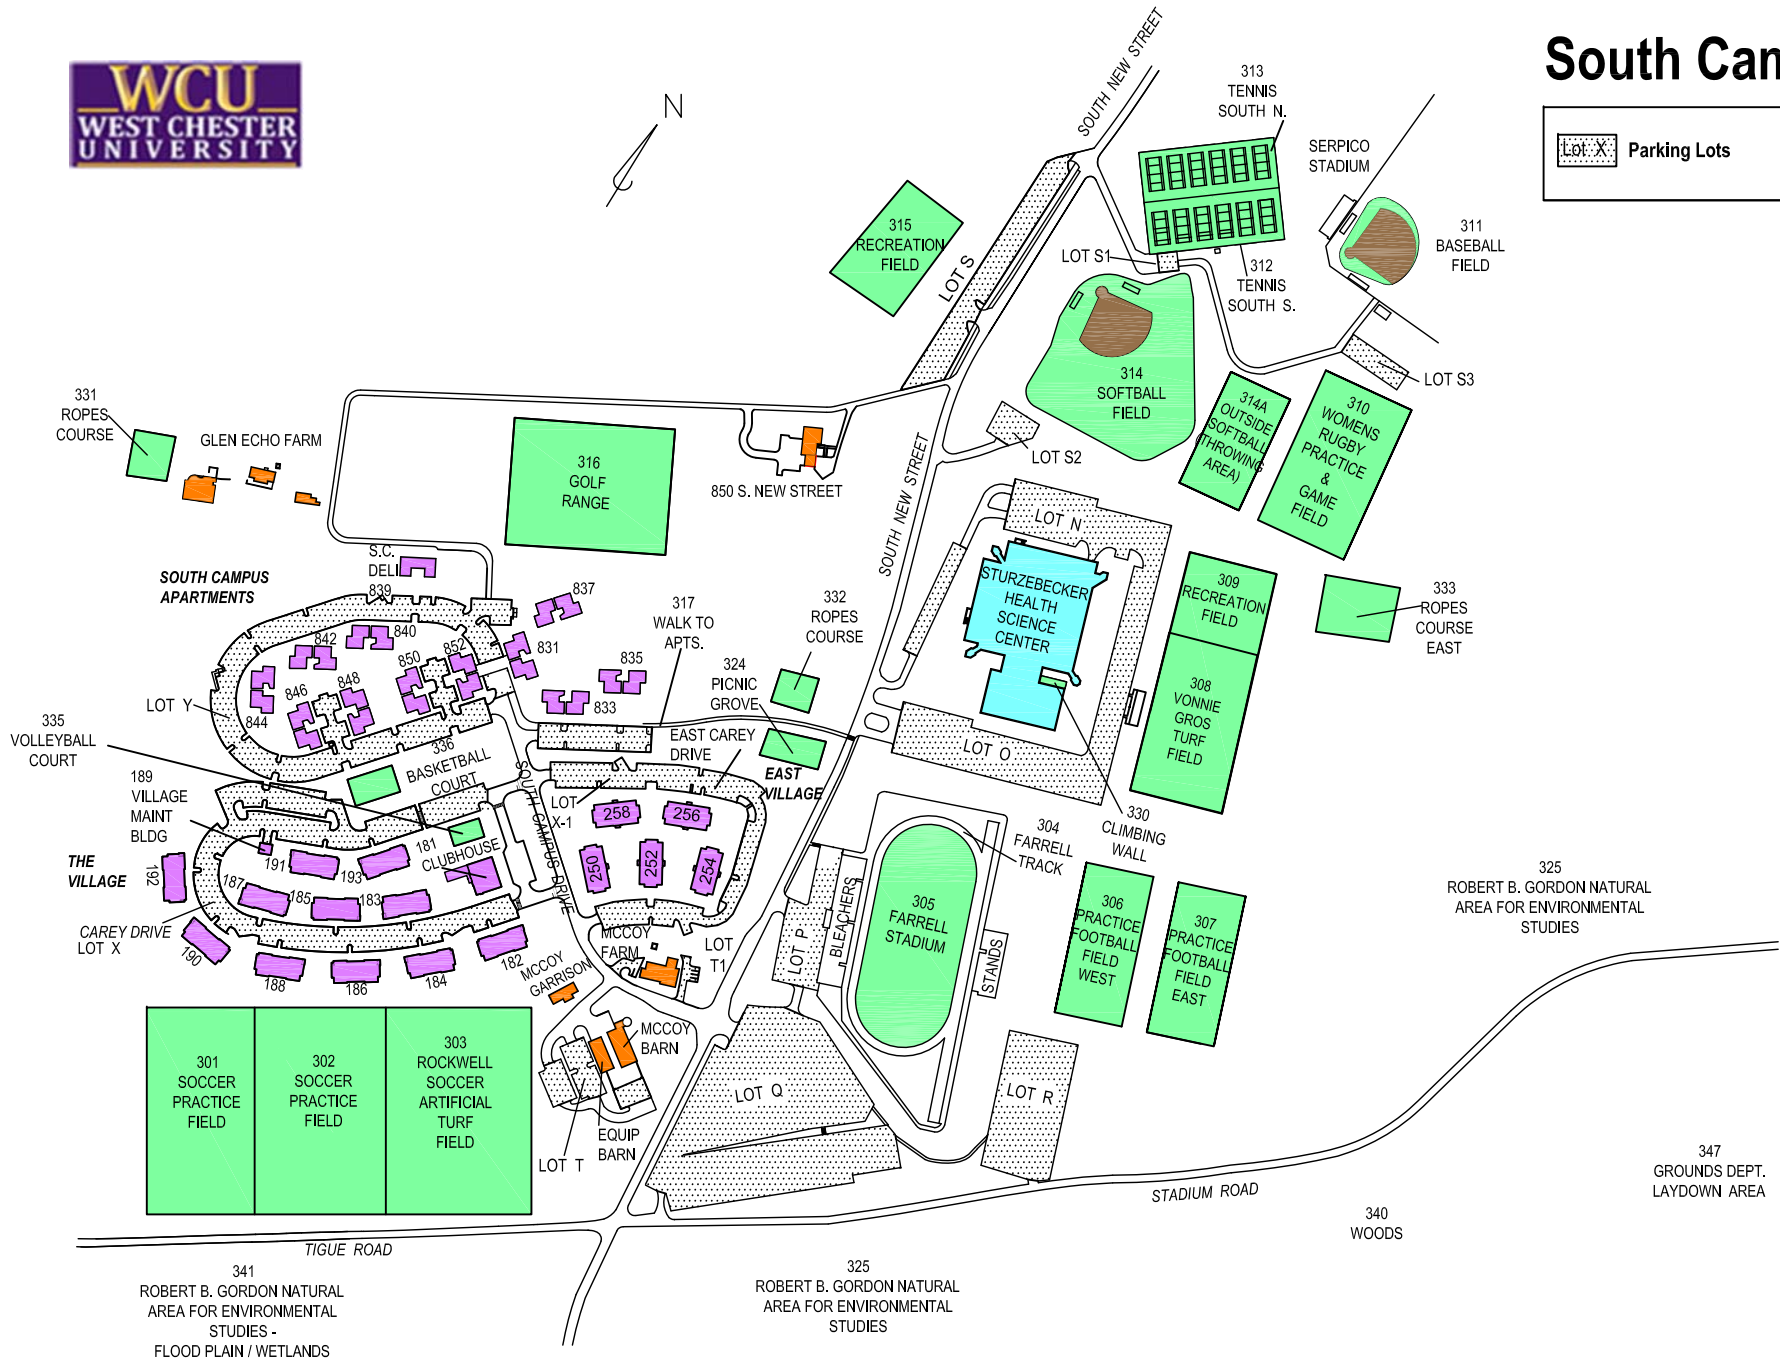 South Cam
WCU
WEST CHESTER
UNIVERSITY
N
Lot X
Parking Lots
SOUTH NEW STREET
313
TENNIS
SOUTH N.
SERPICO
STADIUM
311
BASEBALL
FIELD
315
RECREATION
FIELD
LOT S
LOT S1
312
TENNIS
SOUTH S.
314
SOFTBALL
FIELD
LOT S3
314A
OUTSIDE
SOFTBALL
(THROWING
AREA)
310
WOMENS
RUGBY
PRACTICE
&
GAME
FIELD
331
ROPES
COURSE
GLEN ECHO FARM
316
GOLF
RANGE
850 S. NEW STREET
LOT S2
SOUTH NEW STREET
LOT N
STURZEBECKER
HEALTH
SCIENCE
CENTER
309
RECREATION
FIELD
333
ROPES
COURSE
EAST
308
VONNIE
GROS
TURF
FIELD
S.C.
DELI
SOUTH CAMPUS
APARTMENTS
839
837
842
840
852
831
850
848
846
844
835
833
317
WALK TO
APTS.
332
ROPES
COURSE
324
PICNIC
GROVE
LOT Y
335
VOLLEYBALL
COURT
336
BASKETBALL
COURT
EAST CAREY
DRIVE
EAST
VILLAGE
LOT O
330
CLIMBING
WALL
189
VILLAGE
MAINT
BLDG
SOUTH CAMPUS DRIVE
LOT
X-1
258
256
250
252
254
THE
VILLAGE
192
191
193
181
CLUBHOUSE
187
185
183
CAREY DRIVE
LOT X
190
188
186
184
182
304
FARRELL
TRACK
305
FARRELL
STADIUM
BLEACHERS
STANDS
LOT P
306
PRACTICE
FOOTBALL
FIELD
WEST
307
PRACTICE
FOOTBALL
FIELD
EAST
325
ROBERT B. GORDON NATURAL
AREA FOR ENVIRONMENTAL
STUDIES
MCCOY
FARM
LOT
T1
MCCOY
GARRISON
MCCOY
BARN
EQUIP
BARN
LOT T
301
SOCCER
PRACTICE
FIELD
302
SOCCER
PRACTICE
FIELD
303
ROCKWELL
SOCCER
ARTIFICIAL
TURF
FIELD
LOT Q
LOT R
STADIUM ROAD
347
GROUNDS DEPT.
LAYDOWN AREA
340
WOODS
TIGUE ROAD
341
ROBERT B. GORDON NATURAL
AREA FOR ENVIRONMENTAL
STUDIES -
FLOOD PLAIN / WETLANDS
325
ROBERT B. GORDON NATURAL
AREA FOR ENVIRONMENTAL
STUDIES